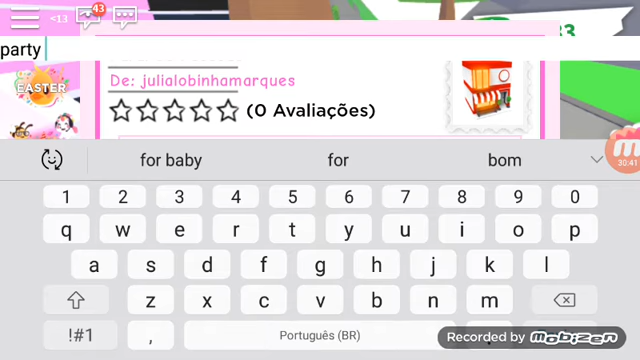 <13
43
33
party
EASTER
De: julialobinhamarques
(0 Avaliações)
30:41
for baby for bom
1 2 3 4 5 6 7 8 9 0
q w e r t y u i o p
a s d f g h j k l
z x c v b n m
!#1 , Português (BR)
Recorded by Mobizen